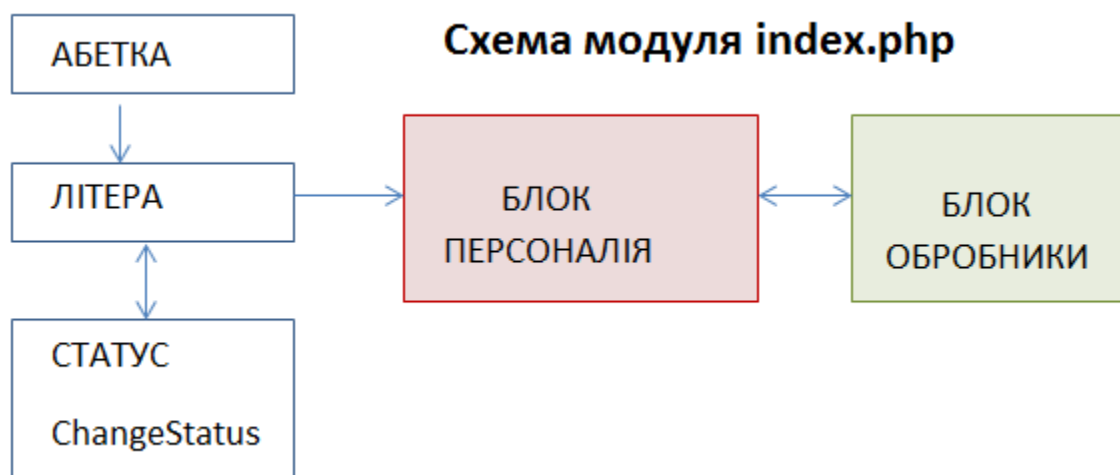 Схема модуля index.php
АБЕТКА
ЛІТЕРА
СТАТУС
ChangeStatus
БЛОК
ПЕРСОНАЛІЯ
БЛОК
ОБРОБНИКИ